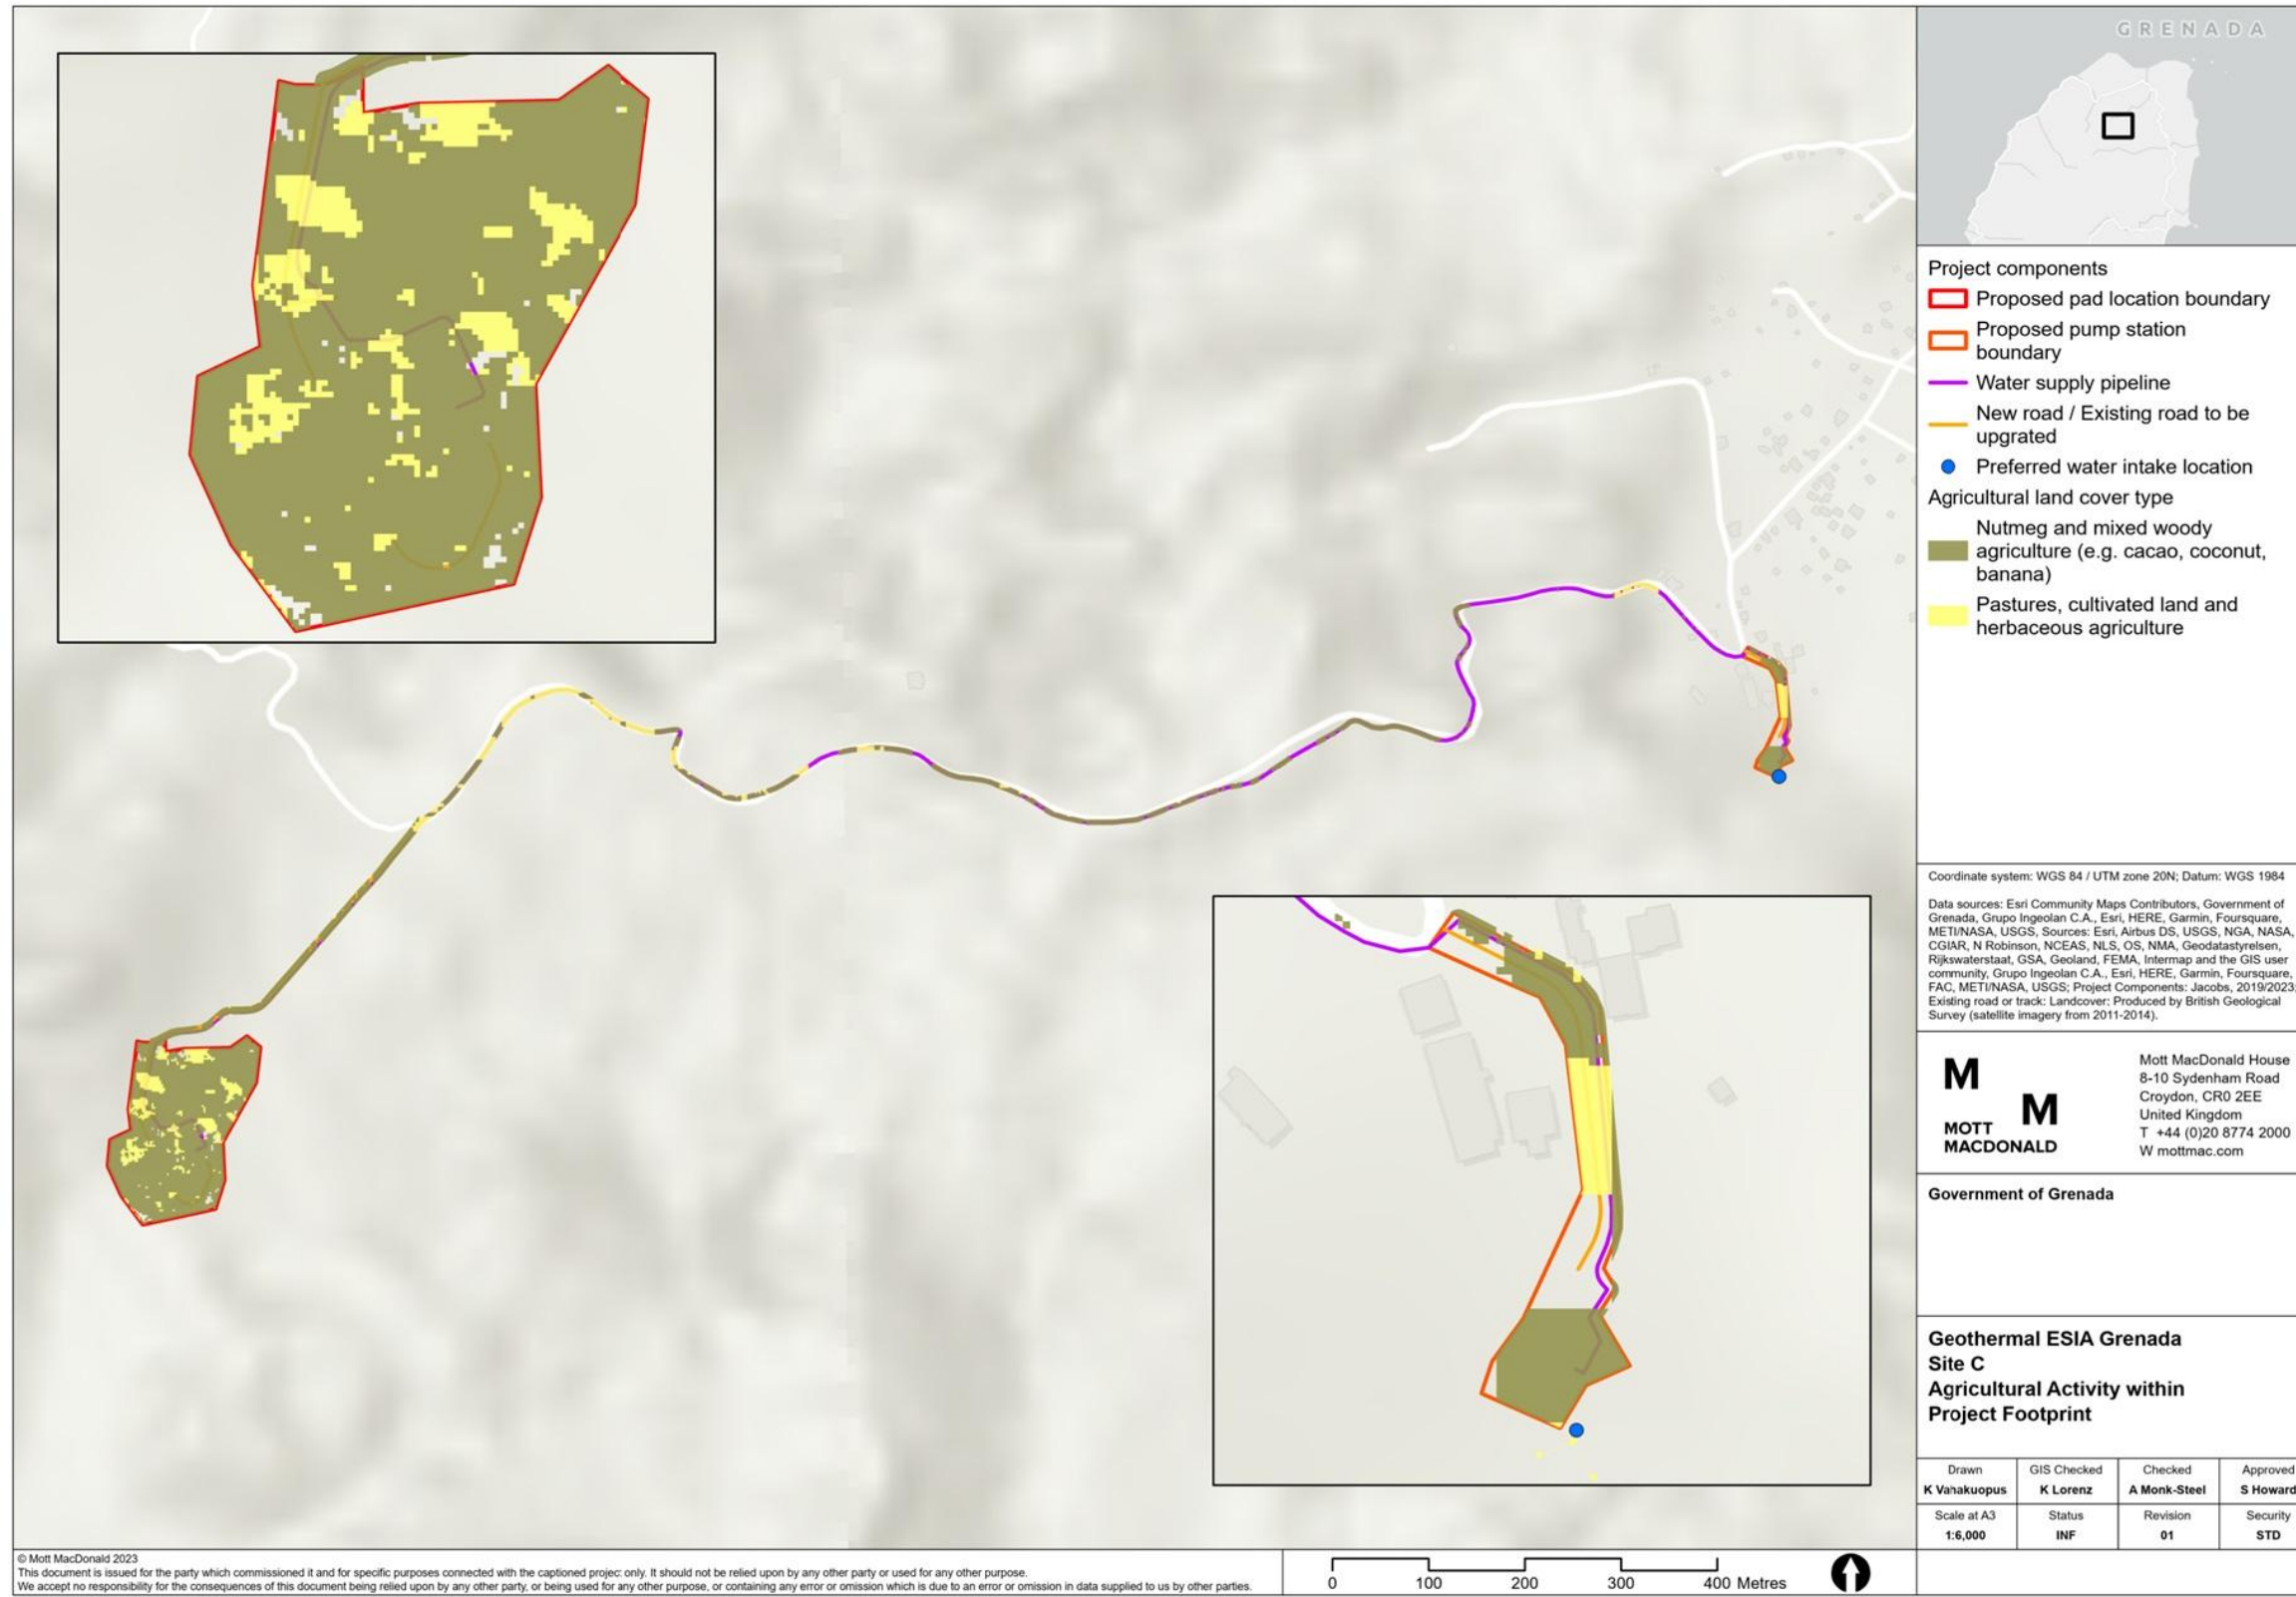 GRENADA
Project components
Proposed pad location boundary
Proposed pump station
boundary
Water supply pipeline
New road / Existing road to be
upgrated
Preferred water intake location
Agricultural land cover type
Nutmeg and mixed woody
agriculture (e.g. cacao, coconut,
banana)
Pastures, cultivated land and
herbaceous agriculture
Coordinate system: WGS 84 / UTM zone 20N; Datum: WGS 1984
Data sources: Esri Community Maps Contributors, Government of
Grenada, Grupo Ingeolan C.A., Esri, HERE, Garmin, Foursquare,
METI/NASA, USGS, Sources: Esri, Airbus DS, USGS, NGA, NASA,
CGIAR, N Robinson, NCEAS, NLS, OS, NMA, Geodatastyrelsen,
Rijkswaterstaat, GSA, Geoland, FEMA, Intermap and the GIS user
community, Grupo Ingeolan C.A., Esri, HERE, Garmin, Foursquare,
FAC, METI/NASA, USGS; Project Components: Jacobs, 2019/2023;
Existing road or track: Landcover: Produced by British Geological
Survey (satellite imagery from 2011-2014).
M
M
MOTT
MACDONALD
Mott MacDonald House
8-10 Sydenham Road
Croydon, CR0 2EE
United Kingdom
T +44 (0)20 8774 2000
W mottmac.com
Government of Grenada
Geothermal ESIA Grenada
Site C
Agricultural Activity within
Project Footprint
Drawn GIS Checked Checked Approved
K Vahakuopus K Lorenz A Monk-Steel S Howard
Scale at A3 Status Revision Security
1:6,000 INF 01 STD
© Mott MacDonald 2023
This document is issued for the party which commissioned it and for specific purposes connected with the captioned project only. It should not be relied upon by any other party or used for any other purpose.
We accept no responsibility for the consequences of this document being relied upon by any other party, or being used for any other purpose, or containing any error or omission which is due to an error or omission in data supplied to us by other parties.
0 100 200 300 400 Metres